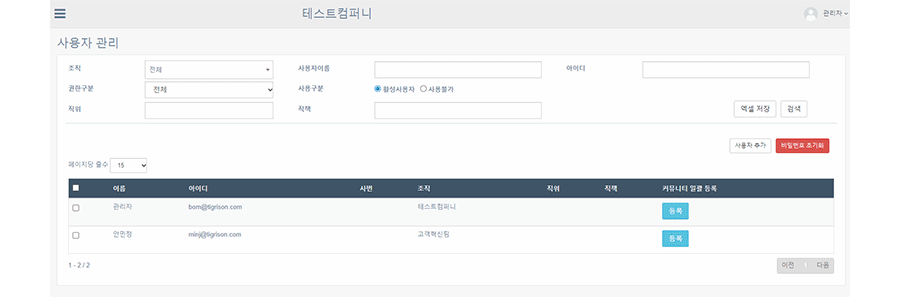 테스트컴퍼니
관리자
사용자 관리
조직 전체 사용자이름 아이디
권한구분 전체 사용구분 활성사용자 사용불가
직위 직책 엑셀 저장 검색
사용자 추가 비밀번호 초기화
페이지당 줄수 15
이름 아이디 사번 조직 직위 직책 커뮤니티 일괄 등록
관리자 bom@tigrison.com 테스트컴퍼니 등록
안민정 minj@tigrison.com 고객혁신팀 등록
1 - 2 / 2 이전 1 다음